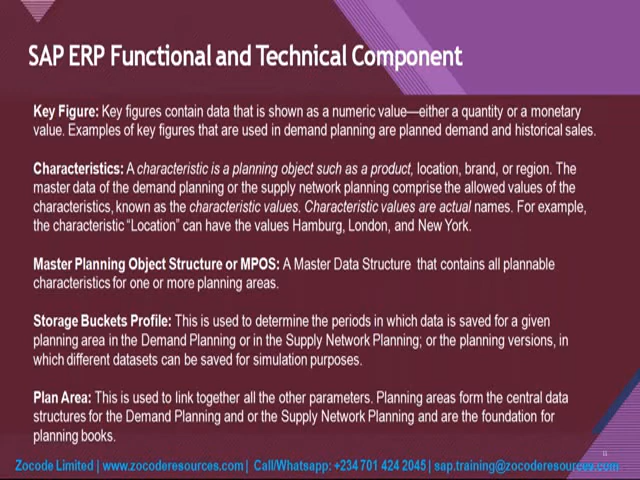 SAP ERP Functional and Technical Component
Key Figure: Key figures contain data that is shown as a numeric value—either a quantity or a monetary
value. Examples of key figures that are used in demand planning are planned demand and historical sales.
Characteristics: A characteristic is a planning object such as a product, location, brand, or region. The
master data of the demand planning or the supply network planning comprise the allowed values of the
characteristics, known as the characteristic values. Characteristic values are actual names. For example,
the characteristic “Location” can have the values Hamburg, London, and New York.
Master Planning Object Structure or MPOS: A Master Data Structure that contains all plannable
characteristics for one or more planning areas.
Storage Buckets Profile: This is used to determine the periods in which data is saved for a given
planning area in the Demand Planning or in the Supply Network Planning; or the planning versions, in
which different datasets can be saved for simulation purposes.
Plan Area: This is used to link together all the other parameters. Planning areas form the central data
structures for the Demand Planning and or the Supply Network Planning and are the foundation for
planning books.
Zocode Limited | www.zocoderesources.com | Call/Whatsapp: +234 701 424 2045 | sap.training@zocoderesources.com